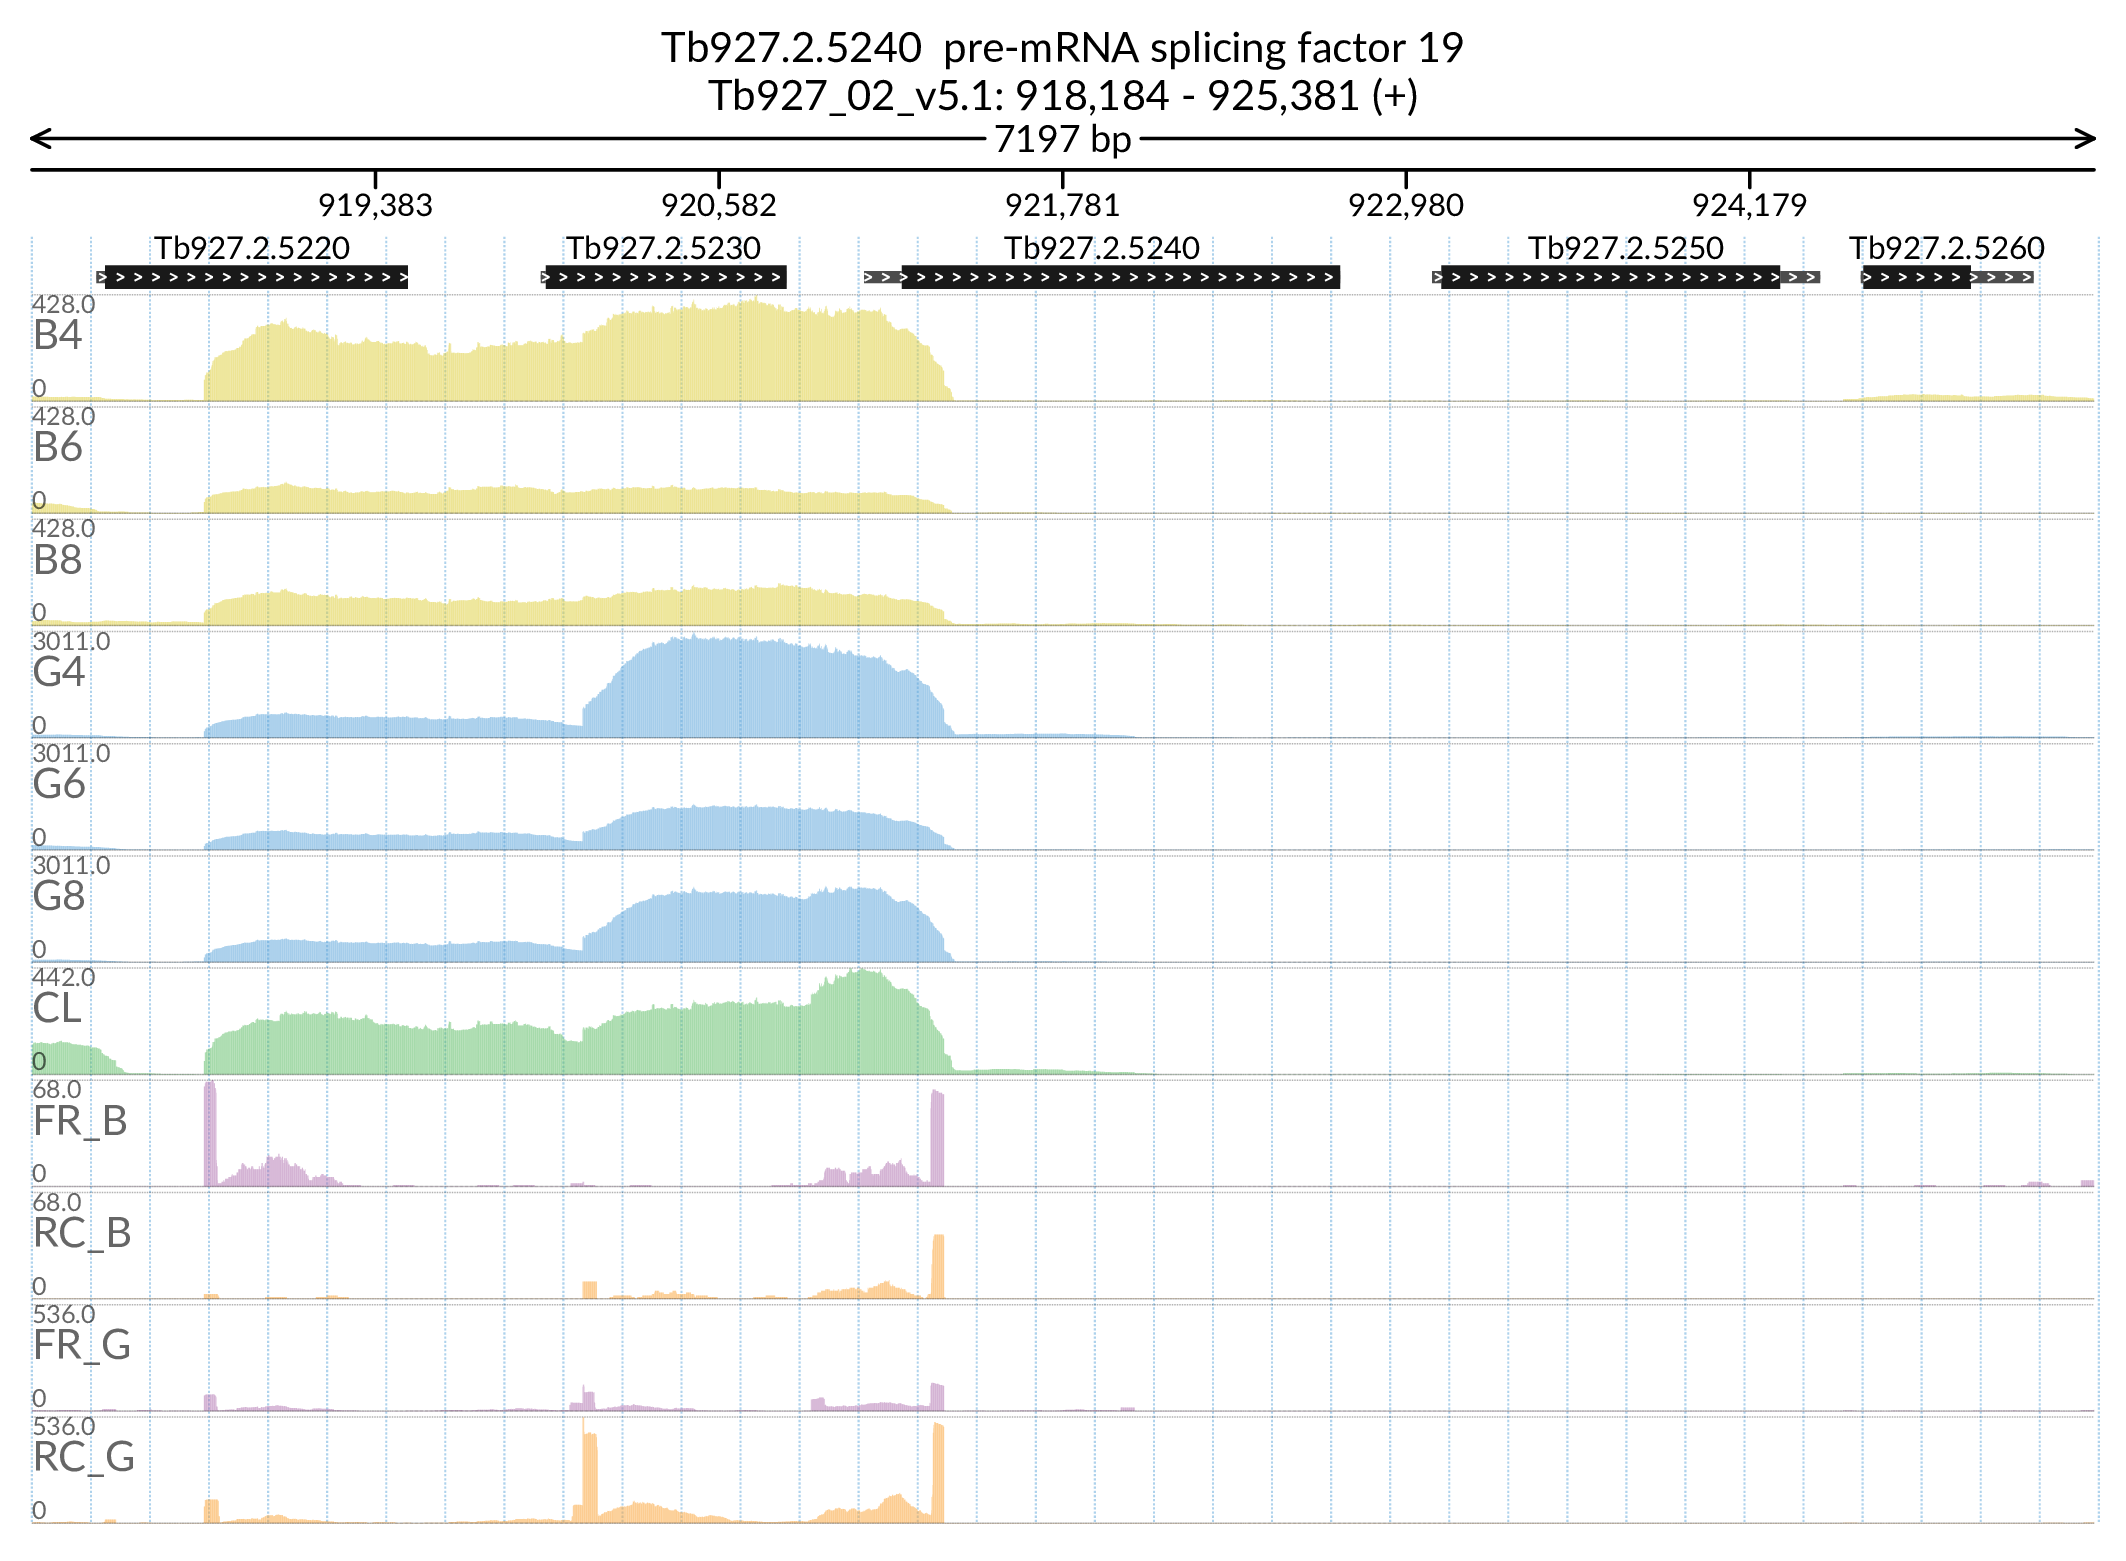 Tb927.2.5240 pre-mRNA splicing factor 19
Tb927_02_v5.1: 918,184 - 925,381 (+)
7197 bp
919,383 920,582 921,781 922,980 924,179
Tb927.2.5220 Tb927.2.5230 Tb927.2.5240 Tb927.2.5250 Tb927.2.5260
428.0
B4
0
428.0
B6
0
428.0
B8
0
3011.0
G4
0
3011.0
G6
0
3011.0
G8
0
442.0
CL
0
68.0
FR_B
0
68.0
RC_B
0
536.0
FR_G
0
536.0
RC_G
0